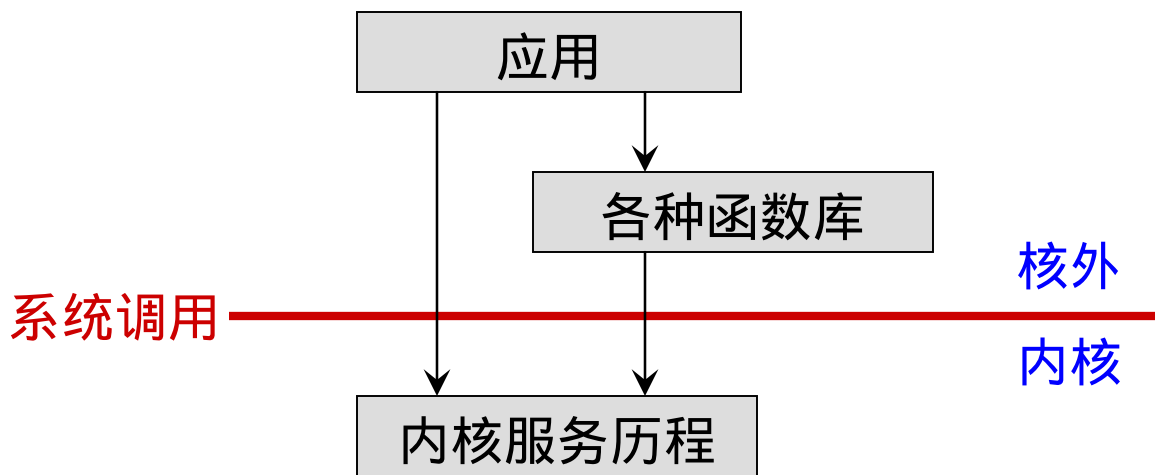 应用
各种函数库
核外
系统调用
内核
内核服务历程